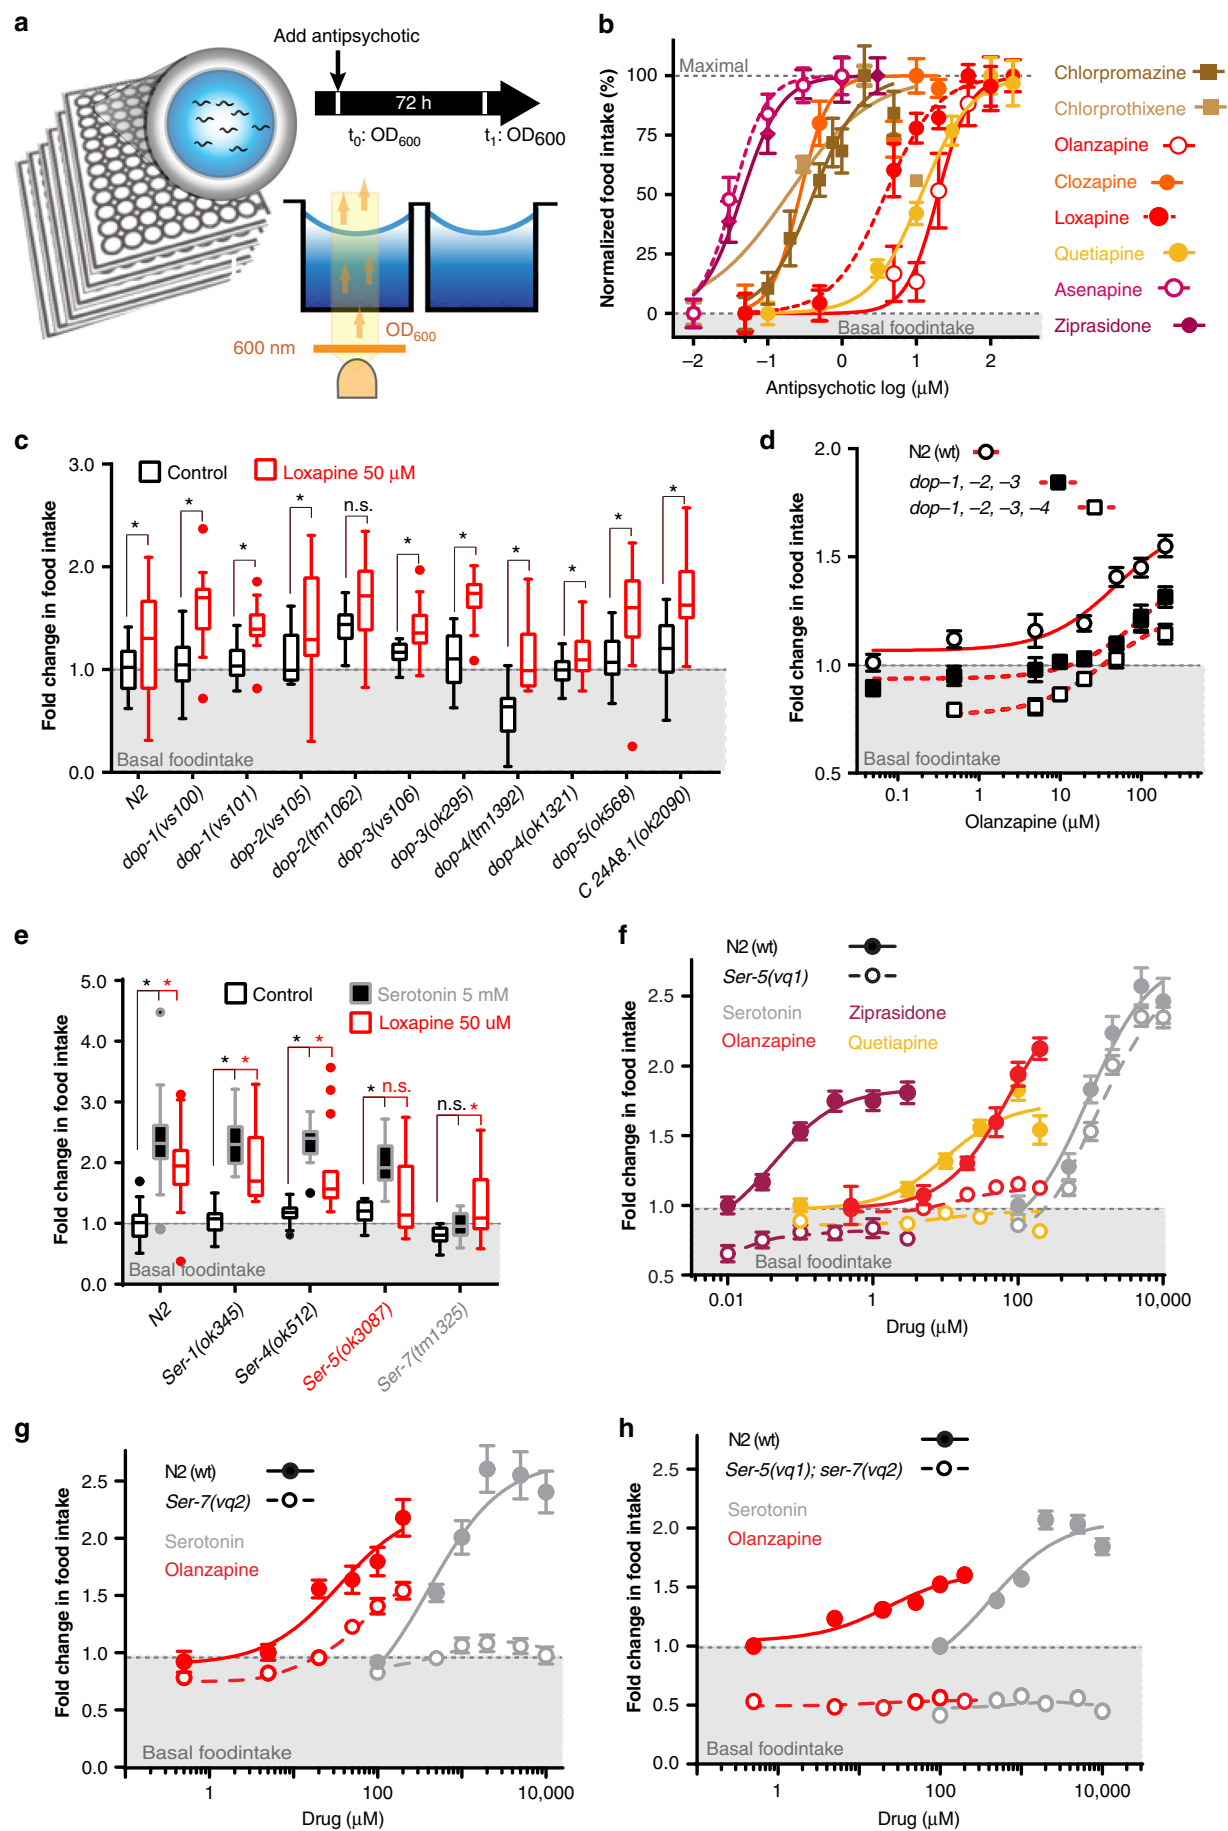 a
Add antipsychotic
72 h
t0: OD600
t1: OD600
OD600
600 nm
b
Normalized food intake (%)
Maximal
100
75
50
25
0
Basal foodintake
−2
−1
0
1
2
Antipsychotic log (μM)
Chlorpromazine
Chlorprothixene
Olanzapine
Clozapine
Loxapine
Quetiapine
Asenapine
Ziprasidone
c
Fold change in food intake
3.0
2.0
1.0
0.0
Control
Loxapine 50 μM
*
*
*
*
n.s.
*
*
*
*
*
*
Basal foodintake
N2
dop-1(vs100)
dop-1(vs101)
dop-2(vs105)
dop-2(tm1062)
dop-3(vs106)
dop-3(ok295)
dop-4(tm1392)
dop-4(ok1321)
dop-5(ok568)
C 24A8. 1(ok2090)
d
Fold change in food intake
2.0
1.5
1.0
0.5
N2 (wt)
dop–1, –2, –3
dop–1, –2, –3, –4
Basal foodintake
0.1
1
10
100
Olanzapine (μM)
e
Fold change in food intake
5.0
4.0
3.0
2.0
1.0
0.0
Control
Serotonin 5 mM
Loxapine 50 uM
* *
* *
* *
* n.s.
n.s. *
Basal foodintake
N2
Ser-1(ok345)
Ser-4(ok512)
Ser-5(ok3087)
Ser-7(tm1325)
f
Fold change in food intake
2.5
2.0
1.5
1.0
0.5
N2 (wt)
Ser-5(vq1)
Serotonin
Ziprasidone
Olanzapine
Quetiapine
Basal foodintake
0.01
1
100
10,000
Drug (μM)
g
Fold change in food intake
2.5
2.0
1.5
1.0
0.5
0.0
N2 (wt)
Ser-7(vq2)
Serotonin
Olanzapine
Basal foodintake
1
100
10,000
Drug (μM)
h
Fold change in food intake
2.5
2.0
1.5
1.0
0.5
0.0
N2 (wt)
Ser-5(vq1); ser-7(vq2)
Serotonin
Olanzapine
Basal foodintake
1
100
10,000
Drug (μM)